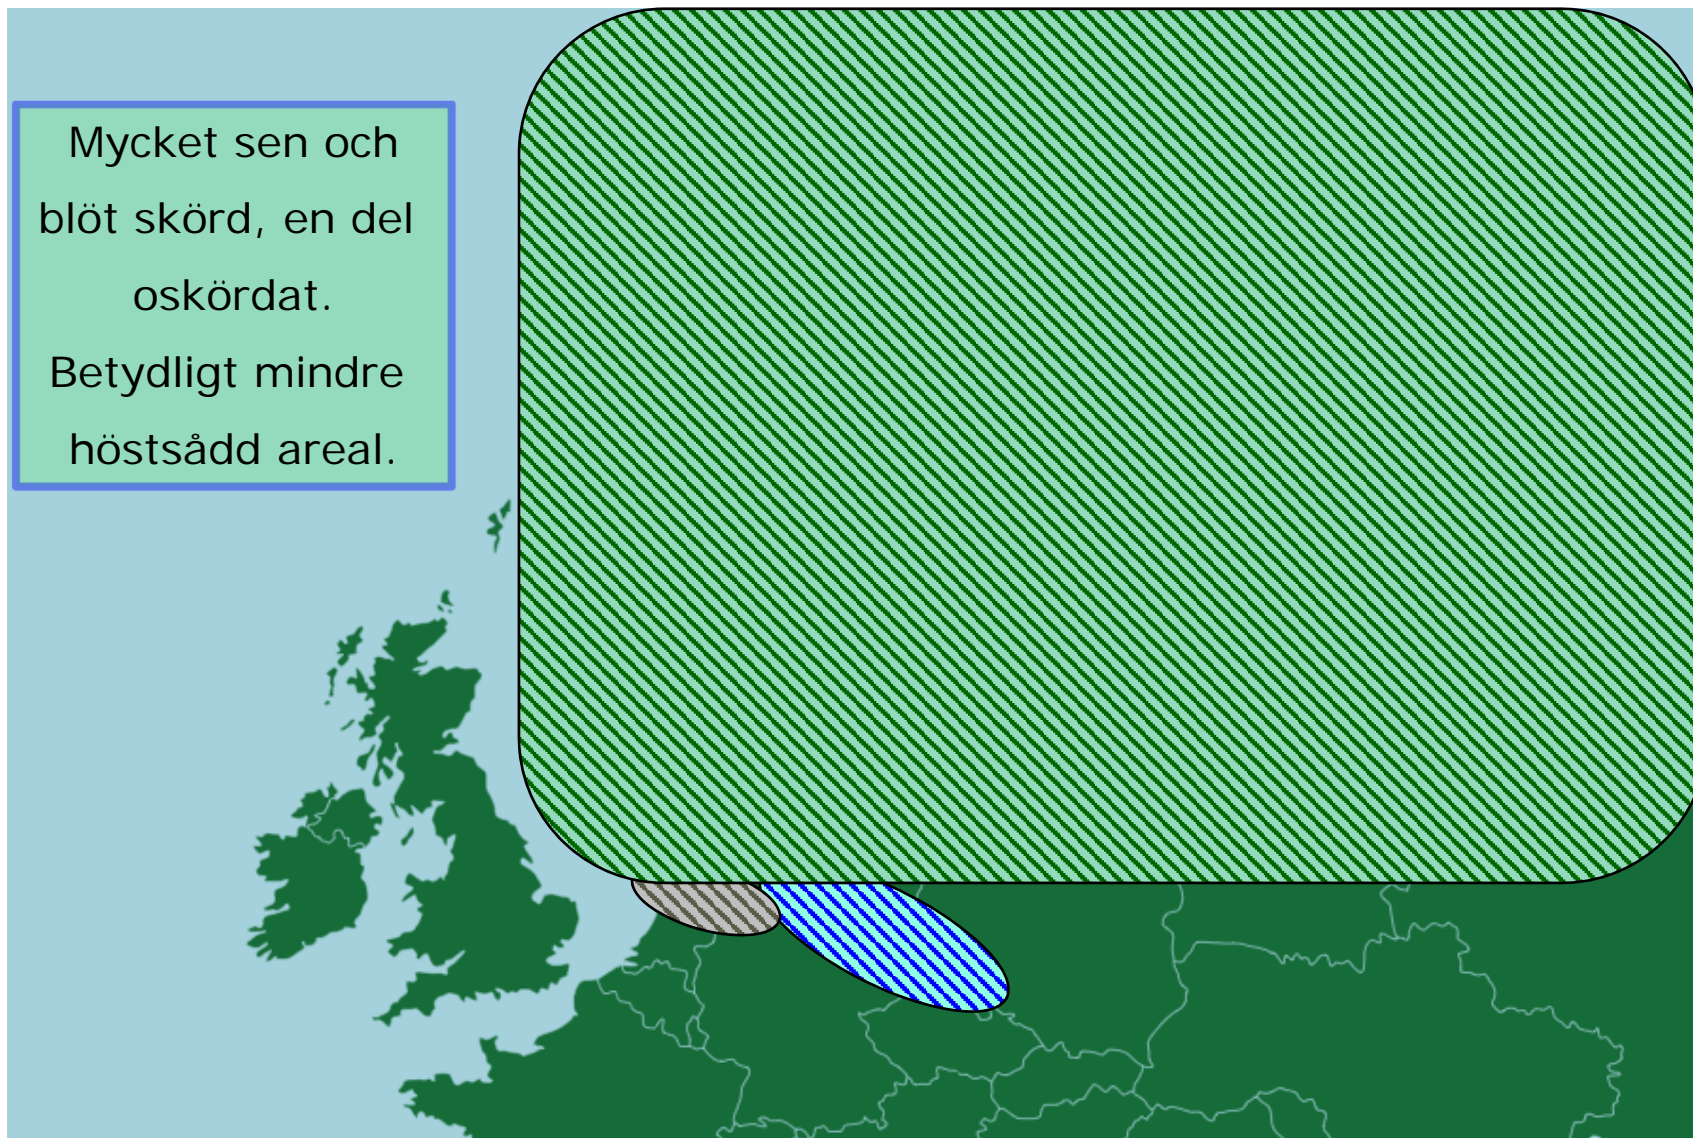 Mycket sen och
blöt skörd, en del
oskördat.
Betydligt mindre
höstsådd areal.